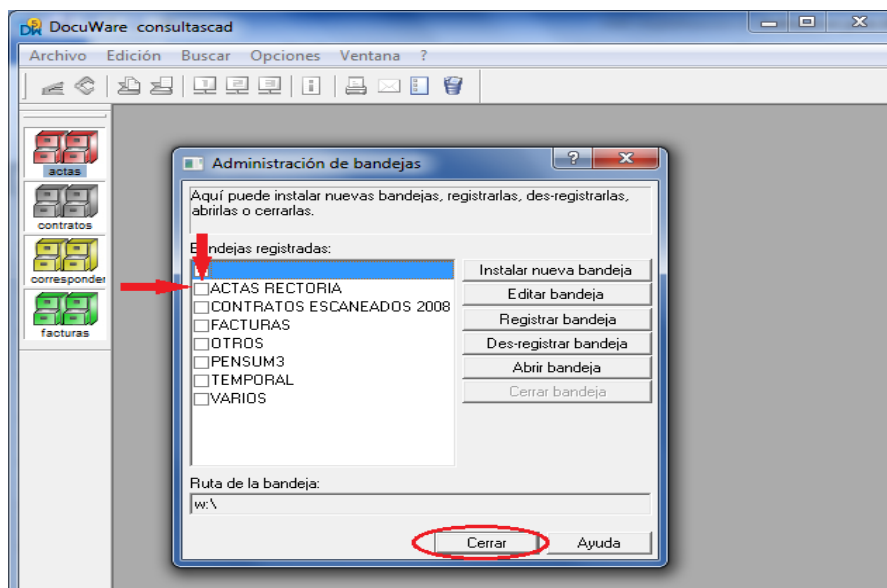 DocuWare consultascad
Archivo Edición Buscar Opciones Ventana ?
actas
contratos
corresponder
facturas
Administración de bandejas
Aquí puede instalar nuevas bandejas, registrarlas, des-registrarlas,
abrirlas o cerrarlas.
Bandejas registradas:
ACTAS RECTORIA
CONTRATOS ESCANEADOS 2008
FACTURAS
OTROS
PENSUM3
TEMPORAL
VARIOS
Instalar nueva bandeja
Editar bandeja
Registrar bandeja
Des-registrar bandeja
Abrir bandeja
Cerrar bandeja
Ruta de la bandeja:
w:\
Cerrar Ayuda